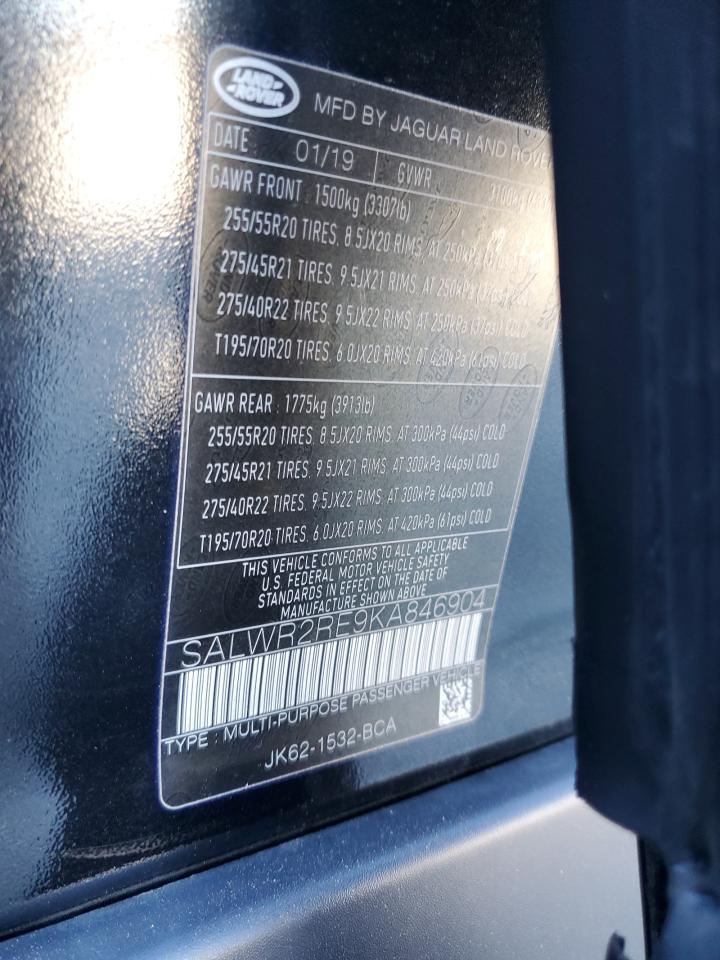 LAND ROVER
MFD BY JAGUAR LAND ROVER
DATE : 01/19 GVWR
GAWR FRONT : 1500kg (3307lb)
255/55R20 TIRES, 8.5JX20 RIMS, AT 250kPa
275/45R21 TIRES, 9.5JX21 RIMS, AT 250kPa (37psi) COLD
275/40R22 TIRES, 9.5JX22 RIMS, AT 250kPa (37psi) COLD
T195/70R20 TIRES, 6.0JX20 RIMS, AT 420kPa (61psi) COLD
GAWR REAR : 1775kg (3913lb)
255/55R20 TIRES, 8.5JX20 RIMS, AT 300kPa (44psi) COLD
275/45R21 TIRES, 9.5JX21 RIMS, AT 300kPa (44psi) COLD
275/40R22 TIRES, 9.5JX22 RIMS, AT 300kPa (44psi) COLD
T195/70R20 TIRES, 6.0JX20 RIMS, AT 420kPa (61psi) COLD
THIS VEHICLE CONFORMS TO ALL APPLICABLE
U.S. FEDERAL MOTOR VEHICLE SAFETY
STANDARDS IN EFFECT ON THE DATE OF
MANUFACTURE SHOWN ABOVE
SALWR2RE9KA846904
TYPE : MULTI-PURPOSE PASSENGER VEHICLE
JK62-1532-BCA